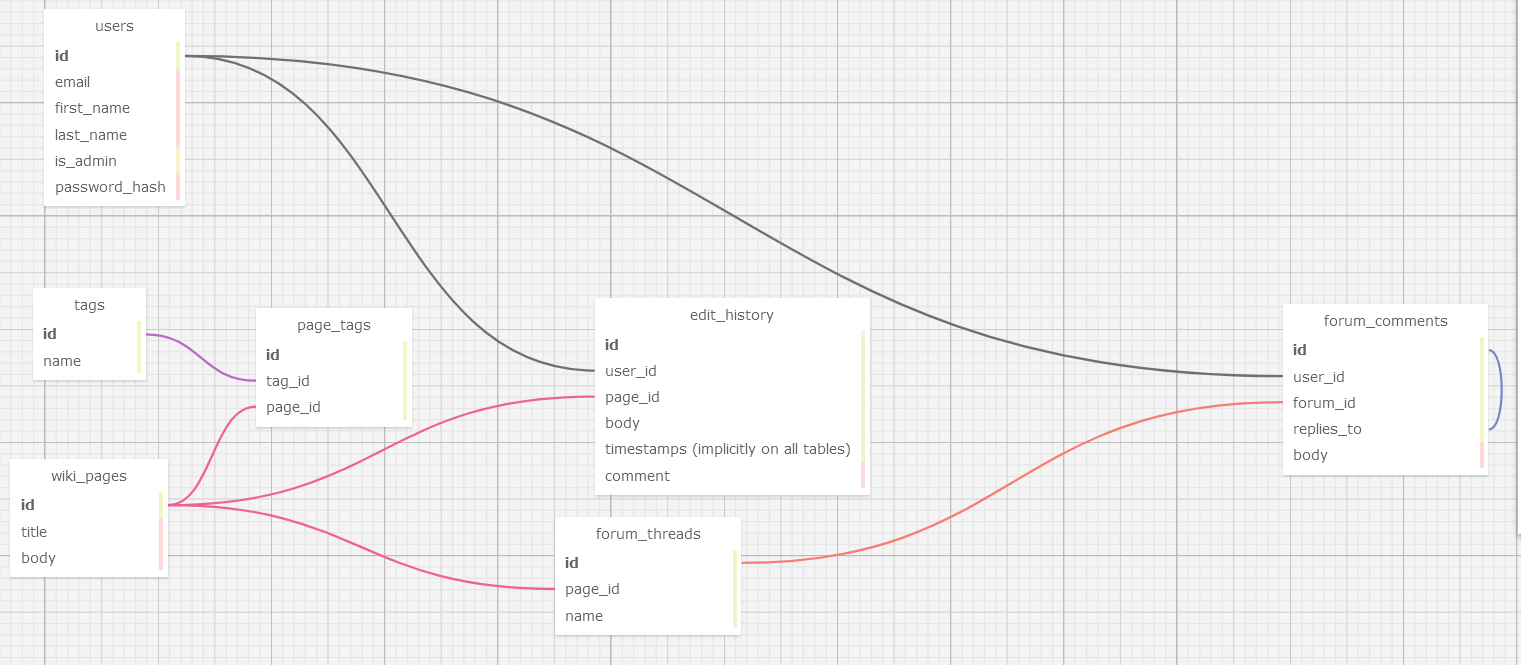 users
id
email
first_name
last_name
is_admin
password_hash
tags
id
name
page_tags
id
tag_id
page_id
wiki_pages
id
title
body
edit_history
id
user_id
page_id
body
timestamps (implicitly on all tables)
comment
forum_threads
id
page_id
name
forum_comments
id
user_id
forum_id
replies_to
body